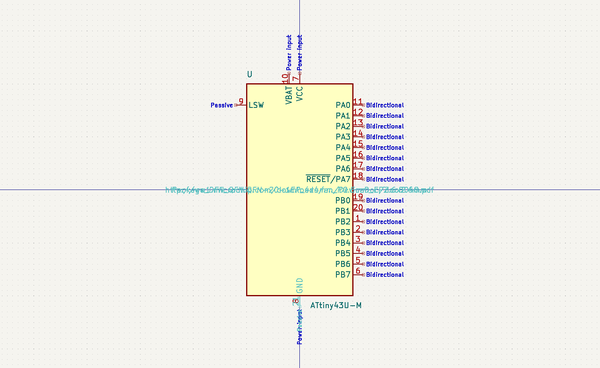 Power Input
Power Input
U
10
7
VBAT
VCC
Passive 9 LSW
PA0 11 Bidirectional
PA1 12 Bidirectional
PA2 13 Bidirectional
PA3 14 Bidirectional
PA4 15 Bidirectional
PA5 16 Bidirectional
PA6 17 Bidirectional
RESET/PA7 18 Bidirectional
PB0 19 Bidirectional
PB1 20 Bidirectional
PB2 1 Bidirectional
PB3 2 Bidirectional
PB4 3 Bidirectional
PB5 4 Bidirectional
PB6 5 Bidirectional
PB7 6 Bidirectional
GND
8
ATtiny43U-M
Power Input